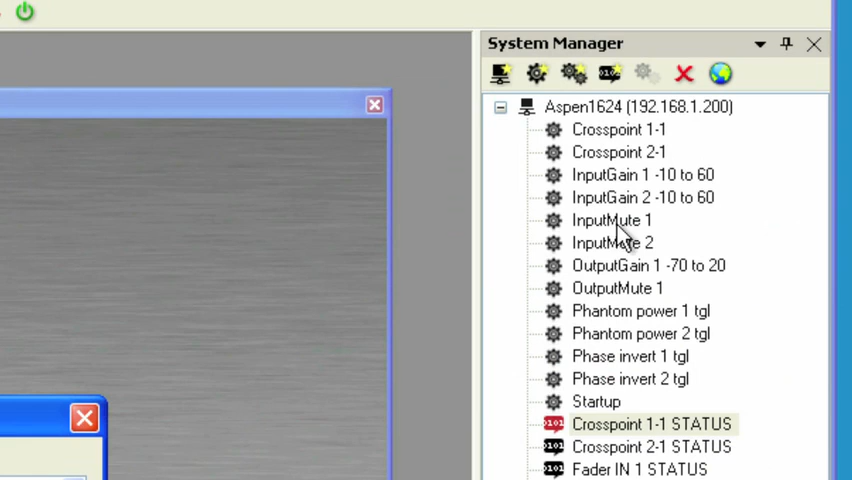 System Manager
Aspen1624 (192.168.1.200)
Crosspoint 1-1
Crosspoint 2-1
InputGain 1 -10 to 60
InputGain 2 -10 to 60
InputMute 1
InputMute 2
OutputGain 1 -70 to 20
OutputMute 1
Phantom power 1 tgl
Phantom power 2 tgl
Phase invert 1 tgl
Phase invert 2 tgl
Startup
Crosspoint 1-1 STATUS
Crosspoint 2-1 STATUS
Fader IN 1 STATUS